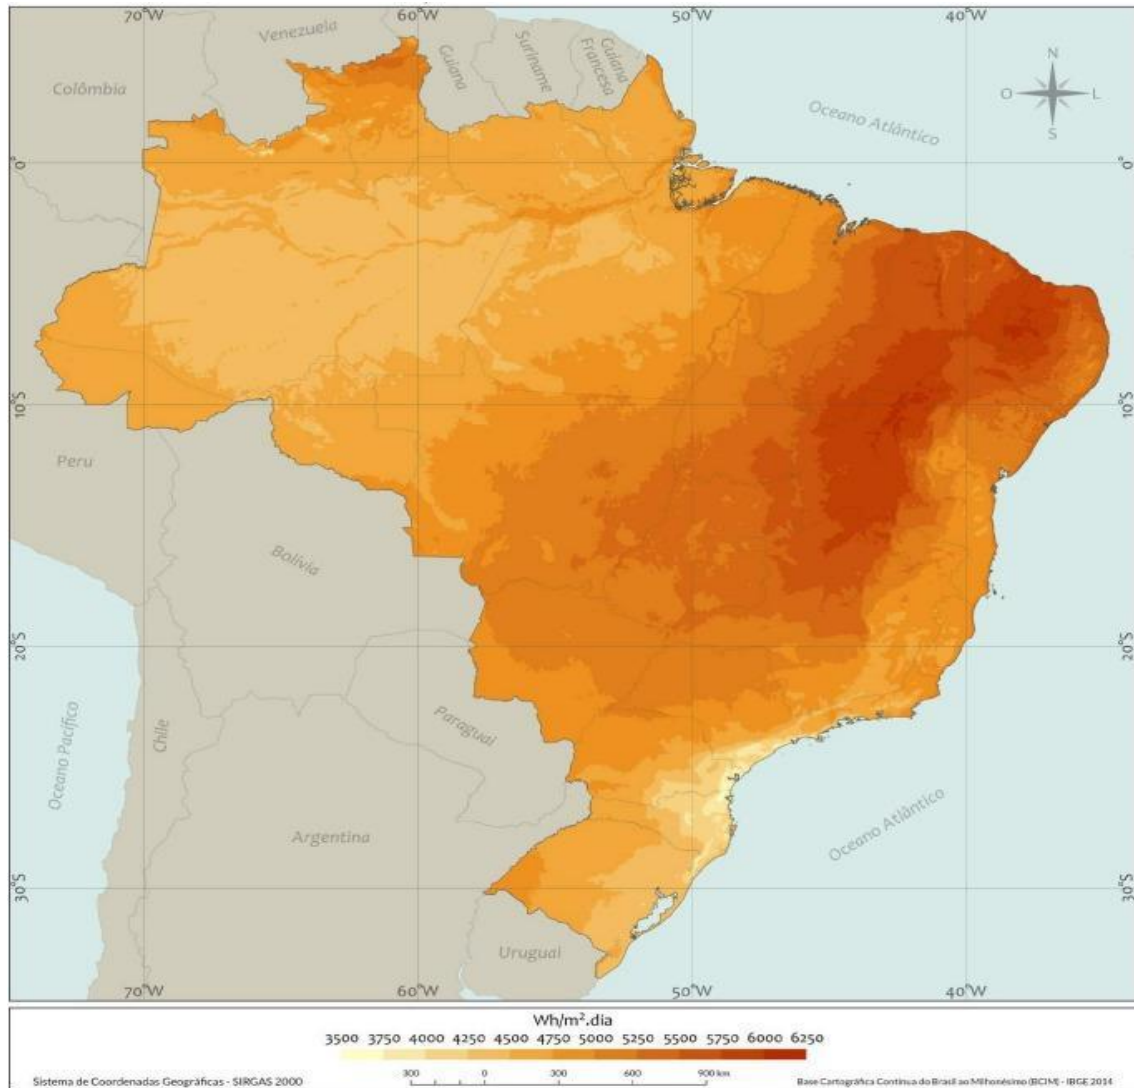 70°W 60°W 50°W 40°W
Venezuela
Guiana
Suriname
Guiana
Francesa
Colômbia
N
O L
S
Oceano Atlântico
0° 0°
10°S 10°S
Peru
Bolívia
20°S 20°S
Oceano Pacífico
Chile
Paraguai
Argentina
Oceano Atlântico
30°S 30°S
Uruguai
70°W 60°W 50°W 40°W
Wh/m².dia
3500 3750 4000 4250 4500 4750 5000 5250 5500 5750 6000 6250
300 0 300 600 900 km
Sistema de Coordenadas Geográficas - SIRGAS 2000
Base Cartográfica Contínua do Brasil ao Milionésimo (BCIM) - IBGE 2014